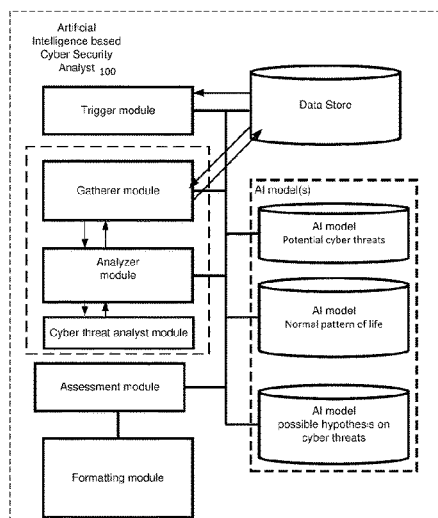 Artificial
Intelligence based
Cyber Security
Analyst 100
Trigger module
Data Store
Gatherer module
AI model(s)
AI model
Potential cyber threats
Analyzer
module
AI model
Normal pattern of life
Cyber threat analyst module
Assessment module
AI model
possible hypothesis on
cyber threats
Formatting module